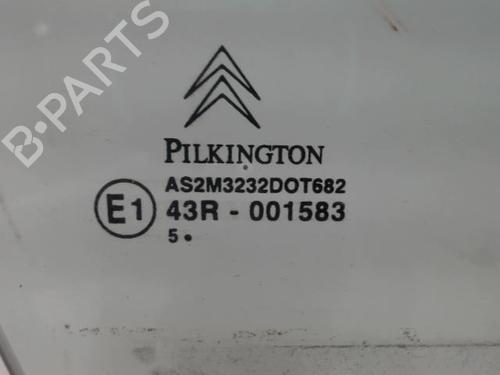 B-PARTS
PILKINGTON
AS2M3232DOT682
E1 43R - 001583
5 •